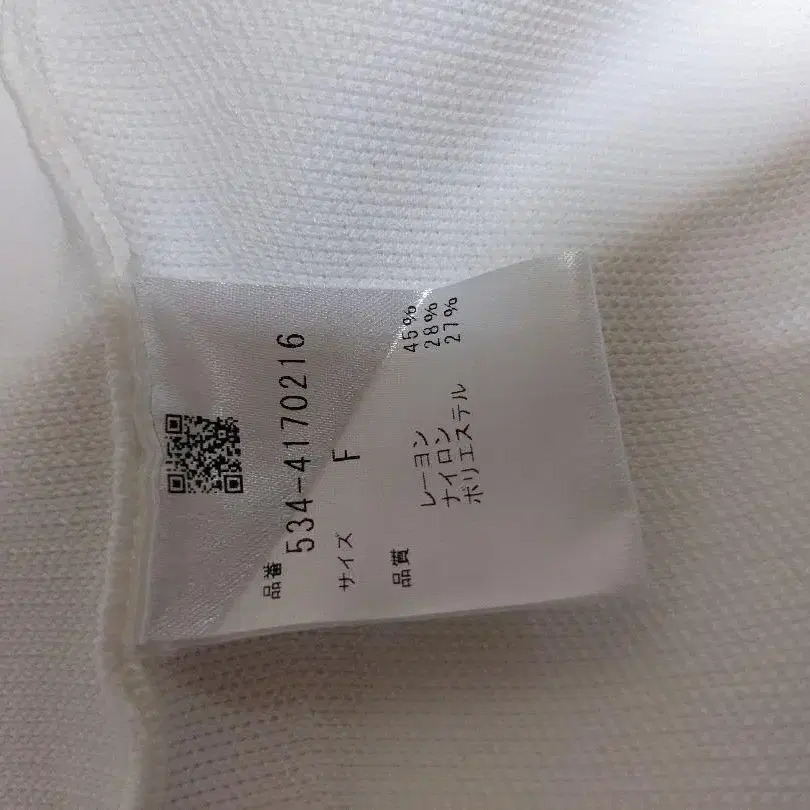 品番
534-4170216
サイズ F
品質
レーヨン 45%
ナイロン 28%
ポリエステル 27%